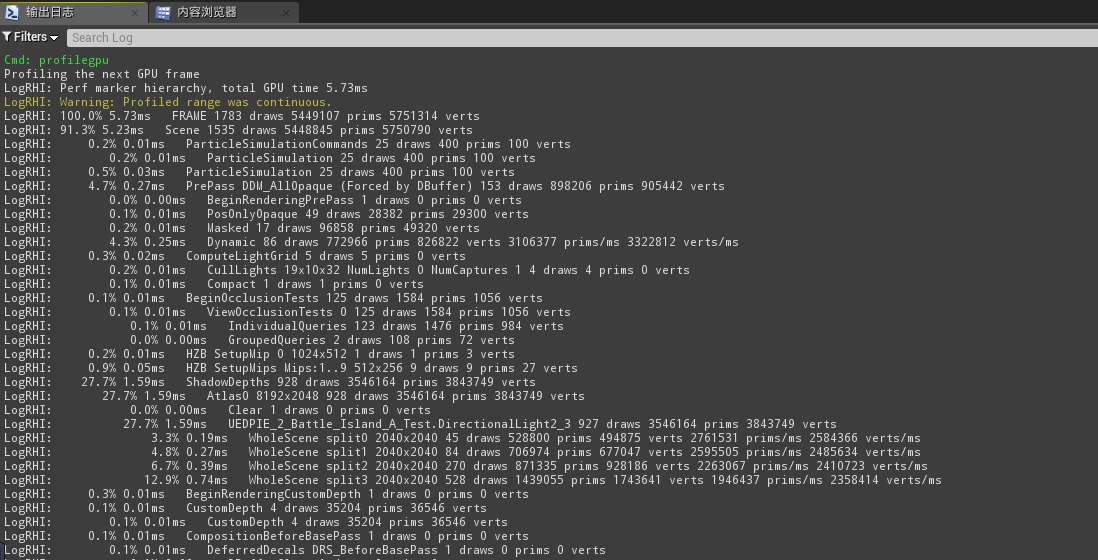 输出日志
内容浏览器
Filters
Search Log
Cmd: profilegpu
Profiling the next GPU frame
LogRHI: Perf marker hierarchy, total GPU time 5.73ms
LogRHI: Warning: Profiled range was continuous.
LogRHI: 100.0% 5.73ms FRAME 1783 draws 5449107 prims 5751314 verts
LogRHI: 91.3% 5.23ms Scene 1535 draws 5448845 prims 5750790 verts
LogRHI: 0.2% 0.01ms ParticleSimulationCommands 25 draws 400 prims 100 verts
LogRHI: 0.2% 0.01ms ParticleSimulation 25 draws 400 prims 100 verts
LogRHI: 0.5% 0.03ms ParticleSimulation 25 draws 400 prims 100 verts
LogRHI: 4.7% 0.27ms PrePass DDM_AllOpaque (Forced by DBuffer) 153 draws 898206 prims 905442 verts
LogRHI: 0.0% 0.00ms BeginRenderingPrePass 1 draws 0 prims 0 verts
LogRHI: 0.1% 0.01ms PosOnlyOpaque 49 draws 28382 prims 29300 verts
LogRHI: 0.2% 0.01ms Masked 17 draws 96858 prims 49320 verts
LogRHI: 4.3% 0.25ms Dynamic 86 draws 772966 prims 826822 verts 3106377 prims/ms 3322812 verts/ms
LogRHI: 0.3% 0.02ms ComputeLightGrid 5 draws 5 prims 0 verts
LogRHI: 0.2% 0.01ms CullLights 19x10x32 NumLights 0 NumCaptures 1 4 draws 4 prims 0 verts
LogRHI: 0.1% 0.01ms Compact 1 draws 1 prims 0 verts
LogRHI: 0.1% 0.01ms BeginOcclusionTests 125 draws 1584 prims 1056 verts
LogRHI: 0.1% 0.01ms ViewOcclusionTests 0 125 draws 1584 prims 1056 verts
LogRHI: 0.1% 0.01ms IndividualQueries 123 draws 1476 prims 984 verts
LogRHI: 0.0% 0.00ms GroupedQueries 2 draws 108 prims 72 verts
LogRHI: 0.2% 0.01ms HZB SetupMip 0 1024x512 1 draws 1 prims 3 verts
LogRHI: 0.9% 0.05ms HZB SetupMips Mips:1..9 512x256 9 draws 9 prims 27 verts
LogRHI: 27.7% 1.59ms ShadowDepths 928 draws 3546164 prims 3843749 verts
LogRHI: 27.7% 1.59ms Atlas0 8192x2048 928 draws 3546164 prims 3843749 verts
LogRHI: 0.0% 0.00ms Clear 1 draws 0 prims 0 verts
LogRHI: 27.7% 1.59ms UEDPIE_2_Battle_Island_A_Test.DirectionalLight2_3 927 draws 3546164 prims 3843749 verts
LogRHI: 3.3% 0.19ms WholeScene split0 2040x2040 45 draws 528800 prims 494875 verts 2761531 prims/ms 2584366 verts/ms
LogRHI: 4.8% 0.27ms WholeScene split1 2040x2040 84 draws 706974 prims 677047 verts 2595505 prims/ms 2485634 verts/ms
LogRHI: 6.7% 0.39ms WholeScene split2 2040x2040 270 draws 871335 prims 928186 verts 2263067 prims/ms 2410723 verts/ms
LogRHI: 12.9% 0.74ms WholeScene split3 2040x2040 528 draws 1439055 prims 1743641 verts 1946437 prims/ms 2358414 verts/ms
LogRHI: 0.3% 0.01ms BeginRenderingCustomDepth 1 draws 0 prims 0 verts
LogRHI: 0.1% 0.01ms CustomDepth 4 draws 35204 prims 36546 verts
LogRHI: 0.1% 0.01ms CustomDepth 4 draws 35204 prims 36546 verts
LogRHI: 0.1% 0.01ms CompositionBeforeBasePass 1 draws 0 prims 0 verts
LogRHI: 0.1% 0.01ms DeferredDecals DRS_BeforeBasePass 1 draws 0 prims 0 verts